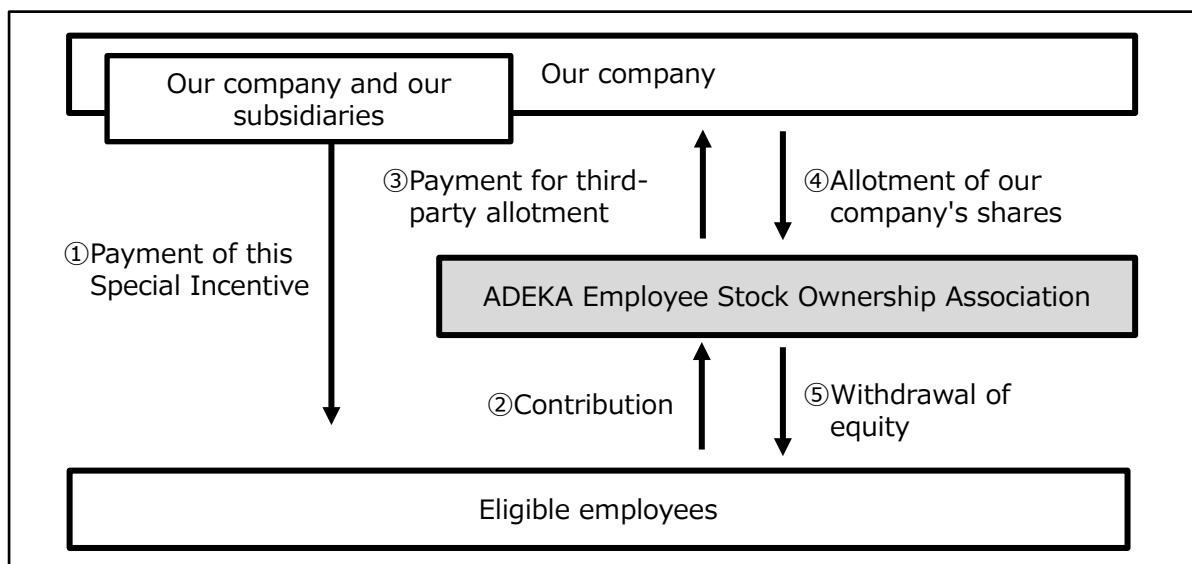 Our company
Our company and our
subsidiaries
③Payment for third-
party allotment
④Allotment of our
company's shares
①Payment of this
Special Incentive
ADEKA Employee Stock Ownership Association
②Contribution
⑤Withdrawal of
equity
Eligible employees